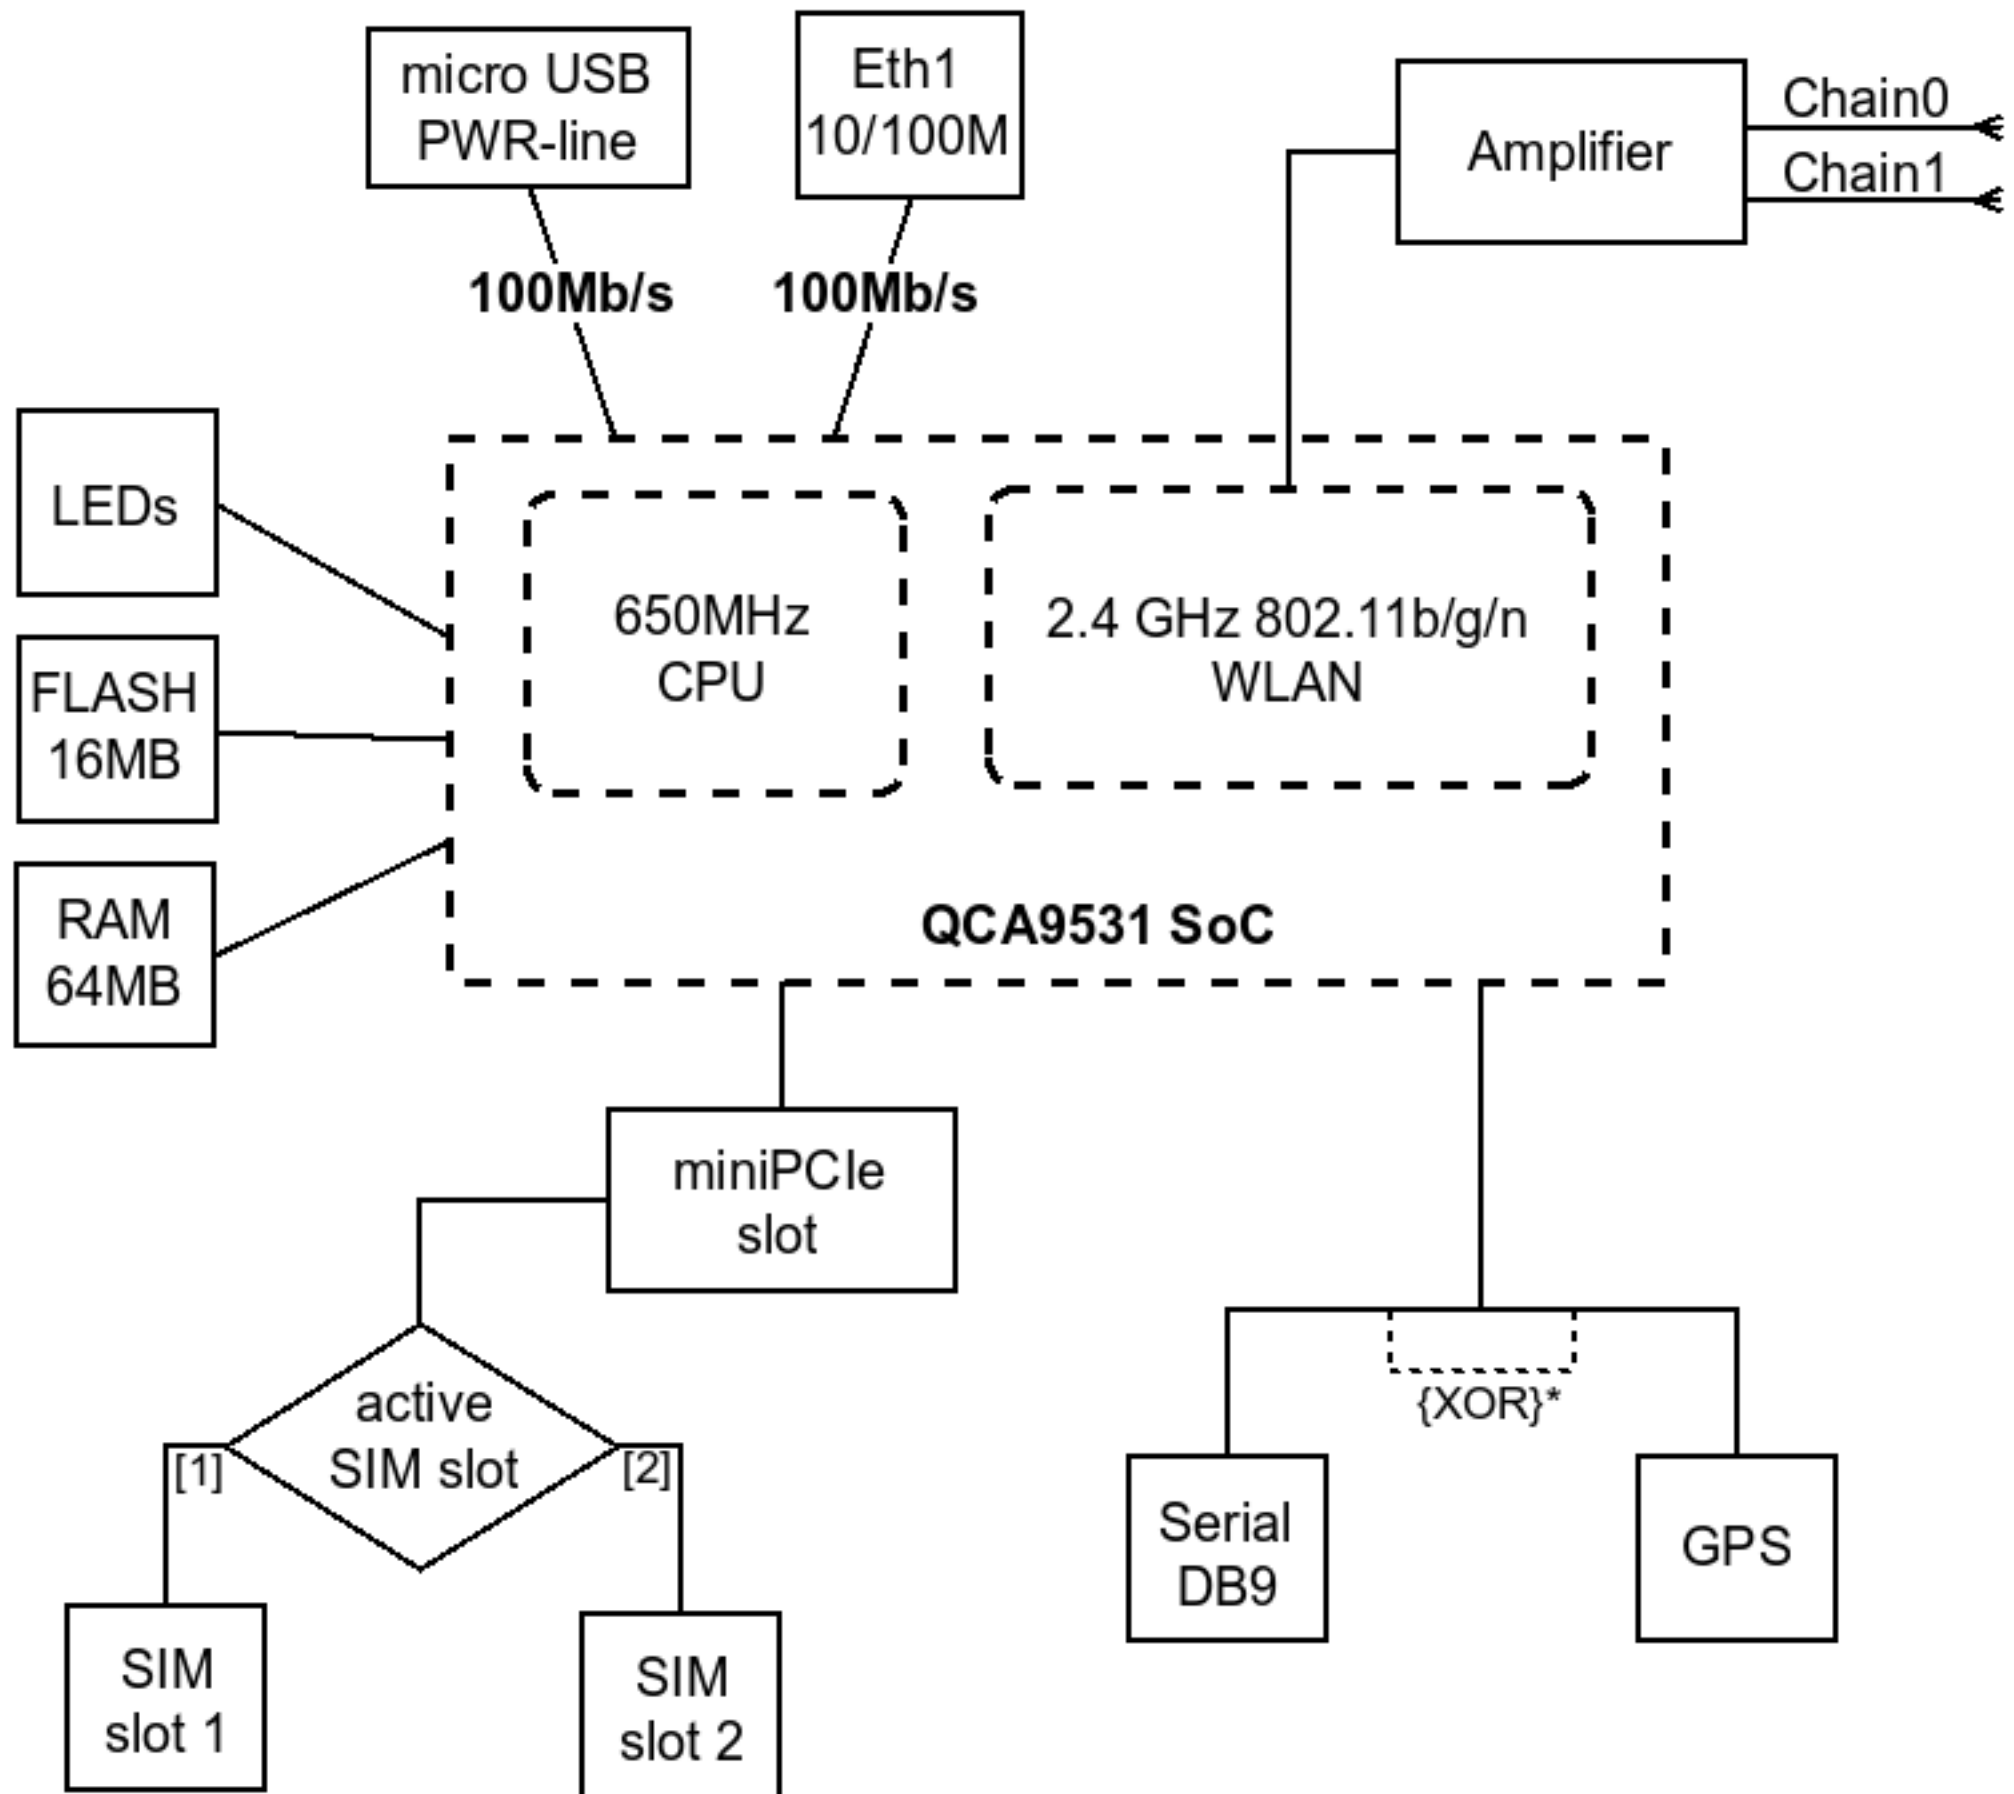 micro USB
PWR-line
Eth1
10/100M
Amplifier
Chain0
Chain1
100Mb/s
100Mb/s
LEDs
FLASH
16MB
RAM
64MB
650MHz
CPU
2.4 GHz 802.11b/g/n
WLAN
QCA9531 SoC
miniPCIe
slot
active
SIM slot
[1]
[2]
SIM
slot 1
SIM
slot 2
{XOR}*
Serial
DB9
GPS